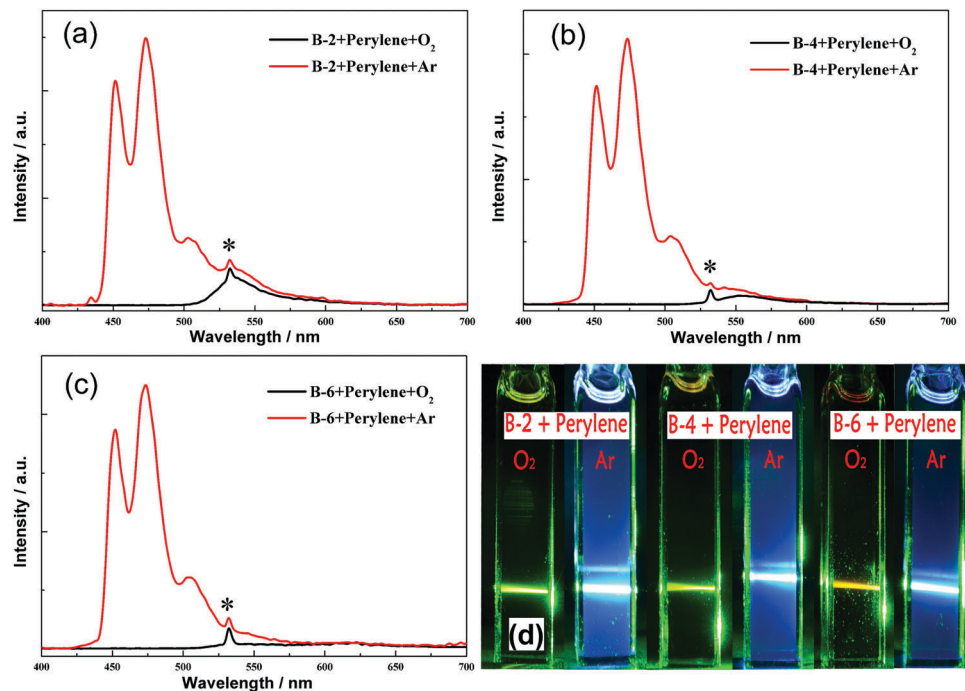 (a)
B-2+Perylene+O₂
B-2+Perylene+Ar
*
Intensity / a.u.
400 450 500 550 600 650 700
Wavelength / nm
(b)
B-4+Perylene+O₂
B-4+Perylene+Ar
*
Intensity / a.u.
400 450 500 550 600 650 700
Wavelength / nm
(c)
B-6+Perylene+O₂
B-6+Perylene+Ar
*
Intensity / a.u.
400 450 500 550 600 650 700
Wavelength / nm
B-2 + Perylene B-4 + Perylene B-6 + Perylene
O₂ Ar O₂ Ar O₂ Ar
(d)